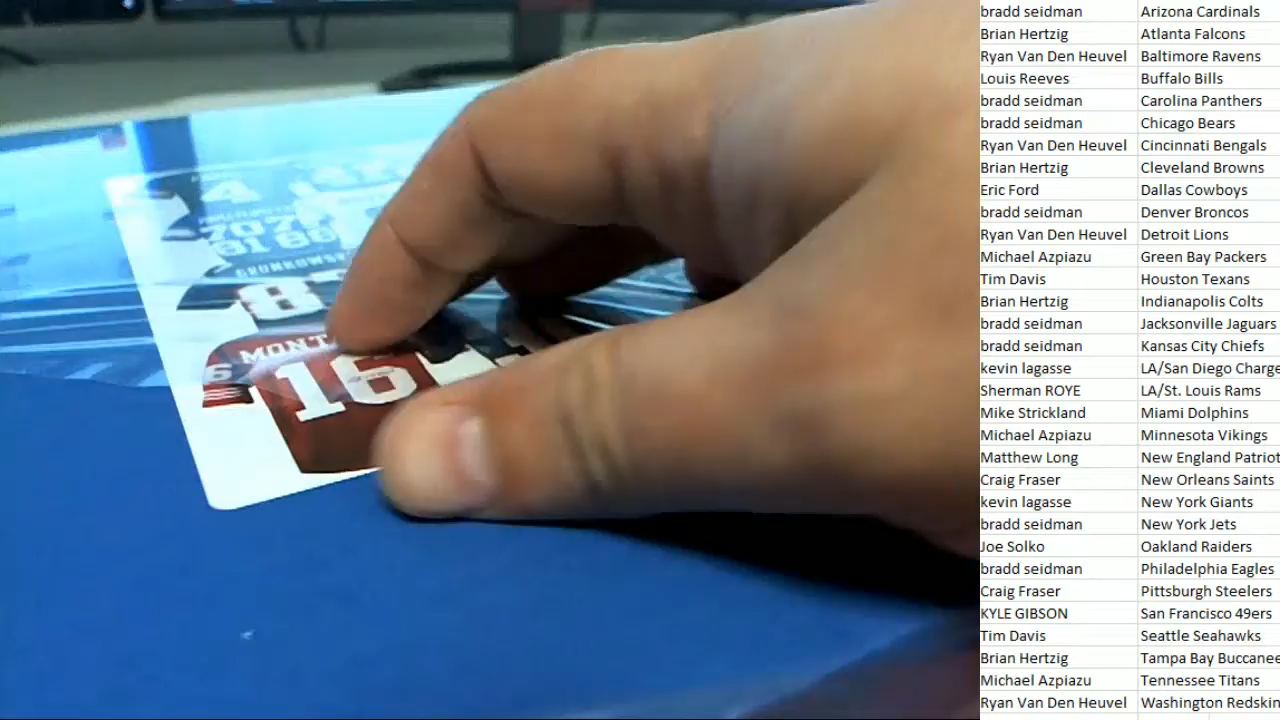 bradd seidman Arizona Cardinals
Brian Hertzig Atlanta Falcons
Ryan Van Den Heuvel Baltimore Ravens
Louis Reeves Buffalo Bills
bradd seidman Carolina Panthers
bradd seidman Chicago Bears
Ryan Van Den Heuvel Cincinnati Bengals
Brian Hertzig Cleveland Browns
Eric Ford Dallas Cowboys
bradd seidman Denver Broncos
Ryan Van Den Heuvel Detroit Lions
Michael Azpiazu Green Bay Packers
Tim Davis Houston Texans
Brian Hertzig Indianapolis Colts
bradd seidman Jacksonville Jaguars
bradd seidman Kansas City Chiefs
kevin lagasse LA/San Diego Charge
Sherman ROYE LA/St. Louis Rams
Mike Strickland Miami Dolphins
Michael Azpiazu Minnesota Vikings
Matthew Long New England Patriot
Craig Fraser New Orleans Saints
kevin lagasse New York Giants
bradd seidman New York Jets
Joe Solko Oakland Raiders
bradd seidman Philadelphia Eagles
Craig Fraser Pittsburgh Steelers
KYLE GIBSON San Francisco 49ers
Tim Davis Seattle Seahawks
Brian Hertzig Tampa Bay Buccanee
Michael Azpiazu Tennessee Titans
Ryan Van Den Heuvel Washington Redskin
4
GRONKOWSK
8
MONT
16
6